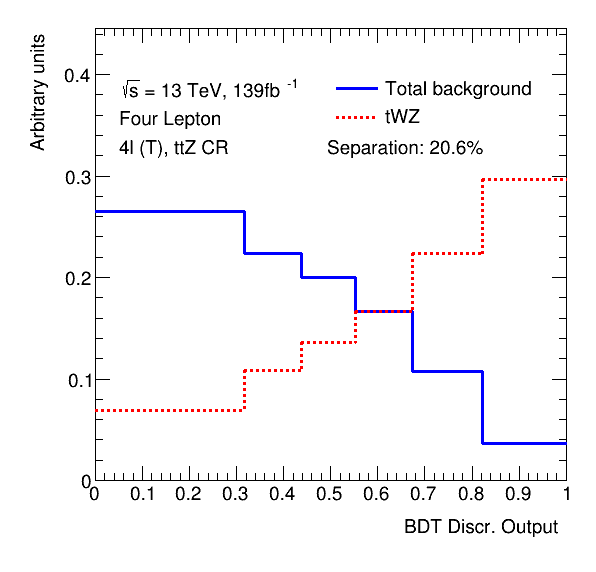 Arbitrary units
0.4
0.3
0.2
0.1
0
√s = 13 TeV, 139fb -1
Four Lepton
4l (T), ttZ CR
Total background
tWZ
Separation: 20.6%
0 0.1 0.2 0.3 0.4 0.5 0.6 0.7 0.8 0.9 1
BDT Discr. Output